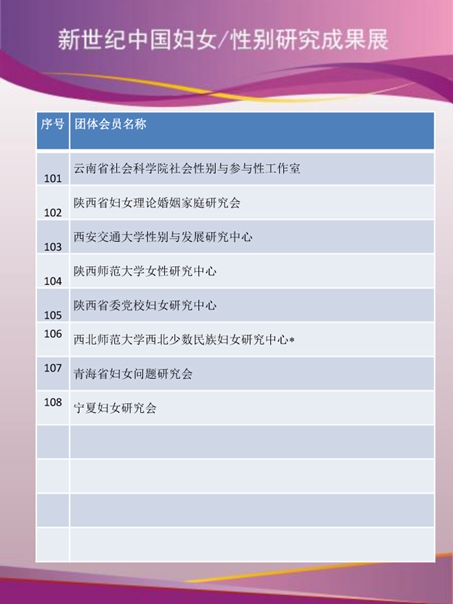 新世纪中国妇女/性别研究成果展
序号 团体会员名称
101 云南省社会科学院社会性别与参与性工作室
102 陕西省妇女理论婚姻家庭研究会
103 西安交通大学性别与发展研究中心
104 陕西师范大学女性研究中心
105 陕西省委党校妇女研究中心
106 西北师范大学西北少数民族妇女研究中心*
107 青海省妇女问题研究会
108 宁夏妇女研究会